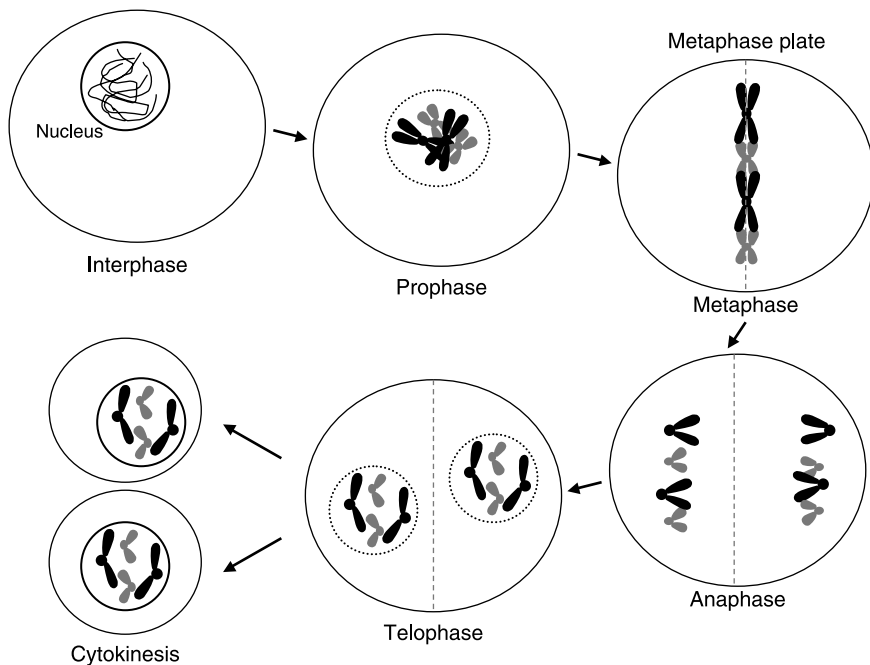 Nucleus
Interphase
Prophase
Metaphase plate
Metaphase
Anaphase
Telophase
Cytokinesis